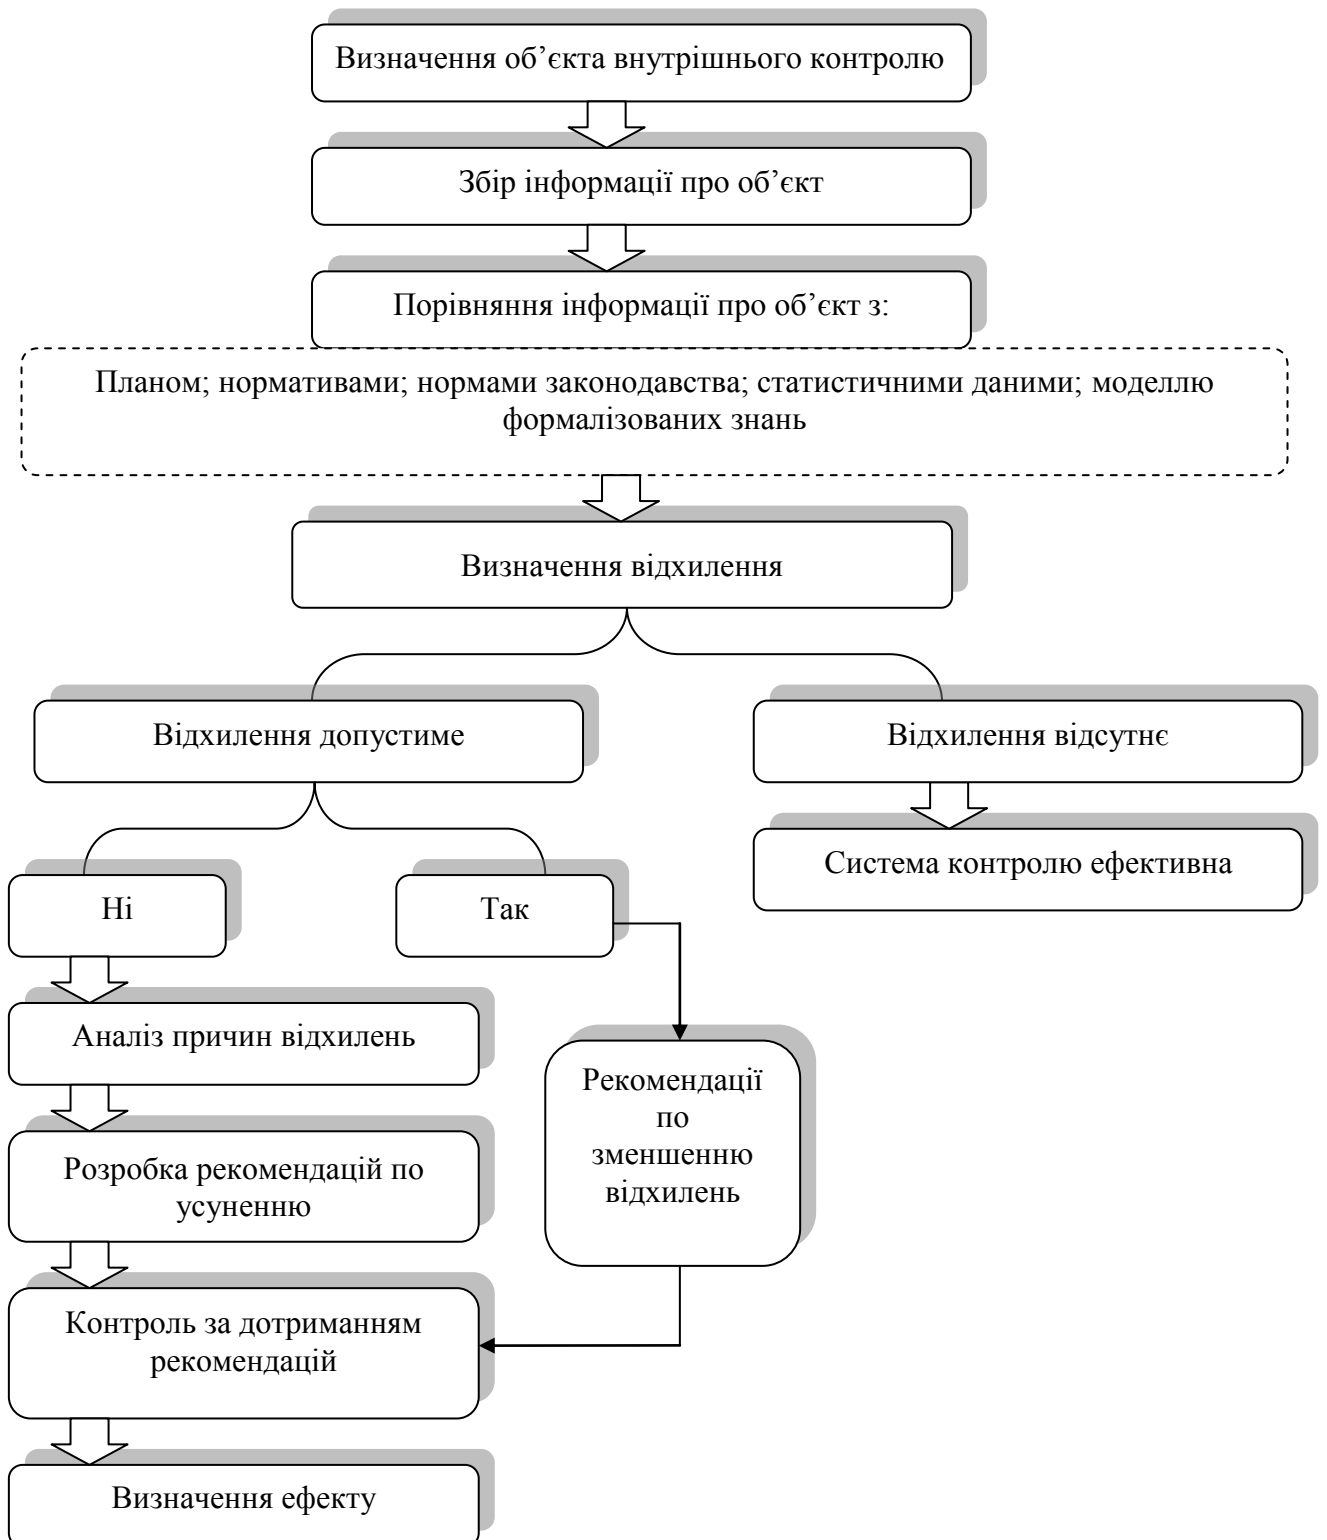 Визначення об’єкта внутрішнього контролю
Збір інформації про об’єкт
Порівняння інформації про об’єкт з:
Планом; нормативами; нормами законодавства; статистичними даними; моделлю
формалізованих знань
Визначення відхилення
Відхилення допустиме
Відхилення відсутнє
Система контролю ефективна
Ні
Так
Аналіз причин відхилень
Рекомендації
по
зменшенню
відхилень
Розробка рекомендацій по
усуненню
Контроль за дотриманням
рекомендацій
Визначення ефекту